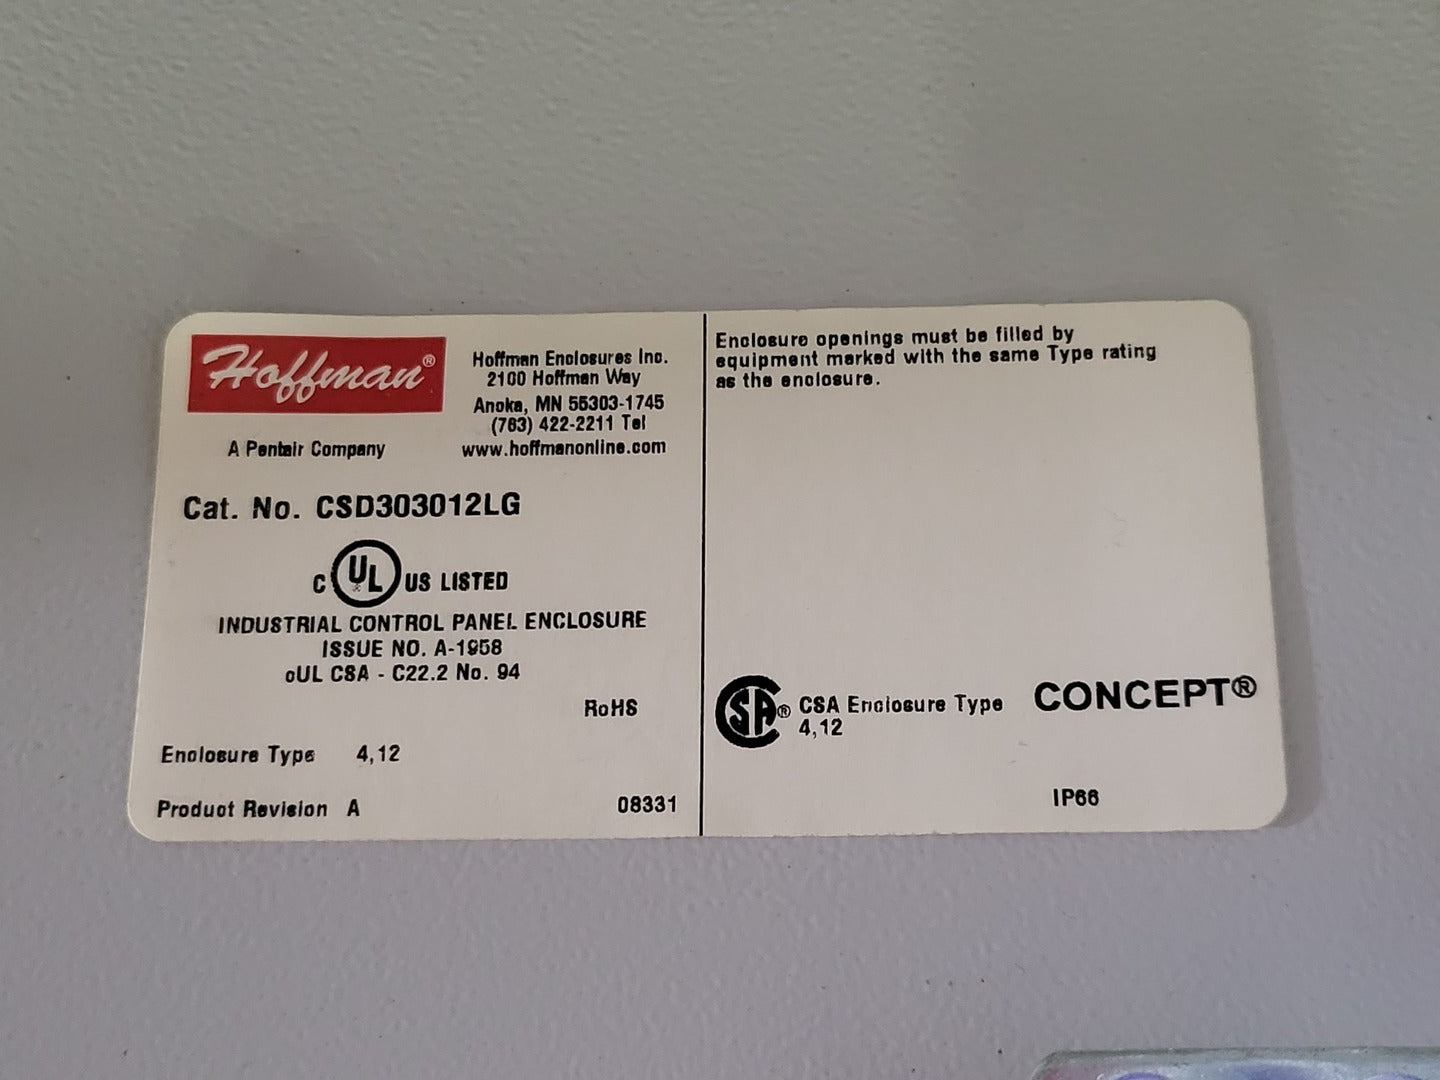 Hoffman®
A Pentair Company
Hoffman Enclosures Inc.
2100 Hoffman Way
Anoka, MN 55303-1745
(763) 422-2211 Tel
www.hoffmanonline.com
Cat. No. CSD303012LG
C UL US LISTED
INDUSTRIAL CONTROL PANEL ENCLOSURE
ISSUE NO. A-1958
cUL CSA - C22.2 No. 94
RoHS
Enclosure Type 4,12
Product Revision A 08331
Enclosure openings must be filled by
equipment marked with the same Type rating
as the enclosure.
SA® CSA Enclosure Type
4,12
CONCEPT®
IP66